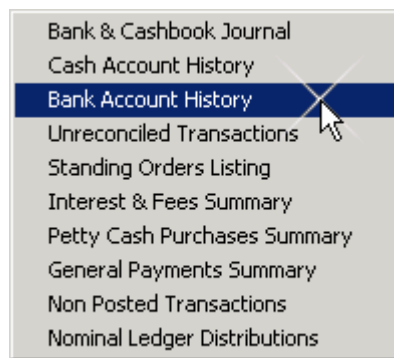 Bank & Cashbook Journal
Cash Account History
Bank Account History
Unreconciled Transactions
Standing Orders Listing
Interest & Fees Summary
Petty Cash Purchases Summary
General Payments Summary
Non Posted Transactions
Nominal Ledger Distributions